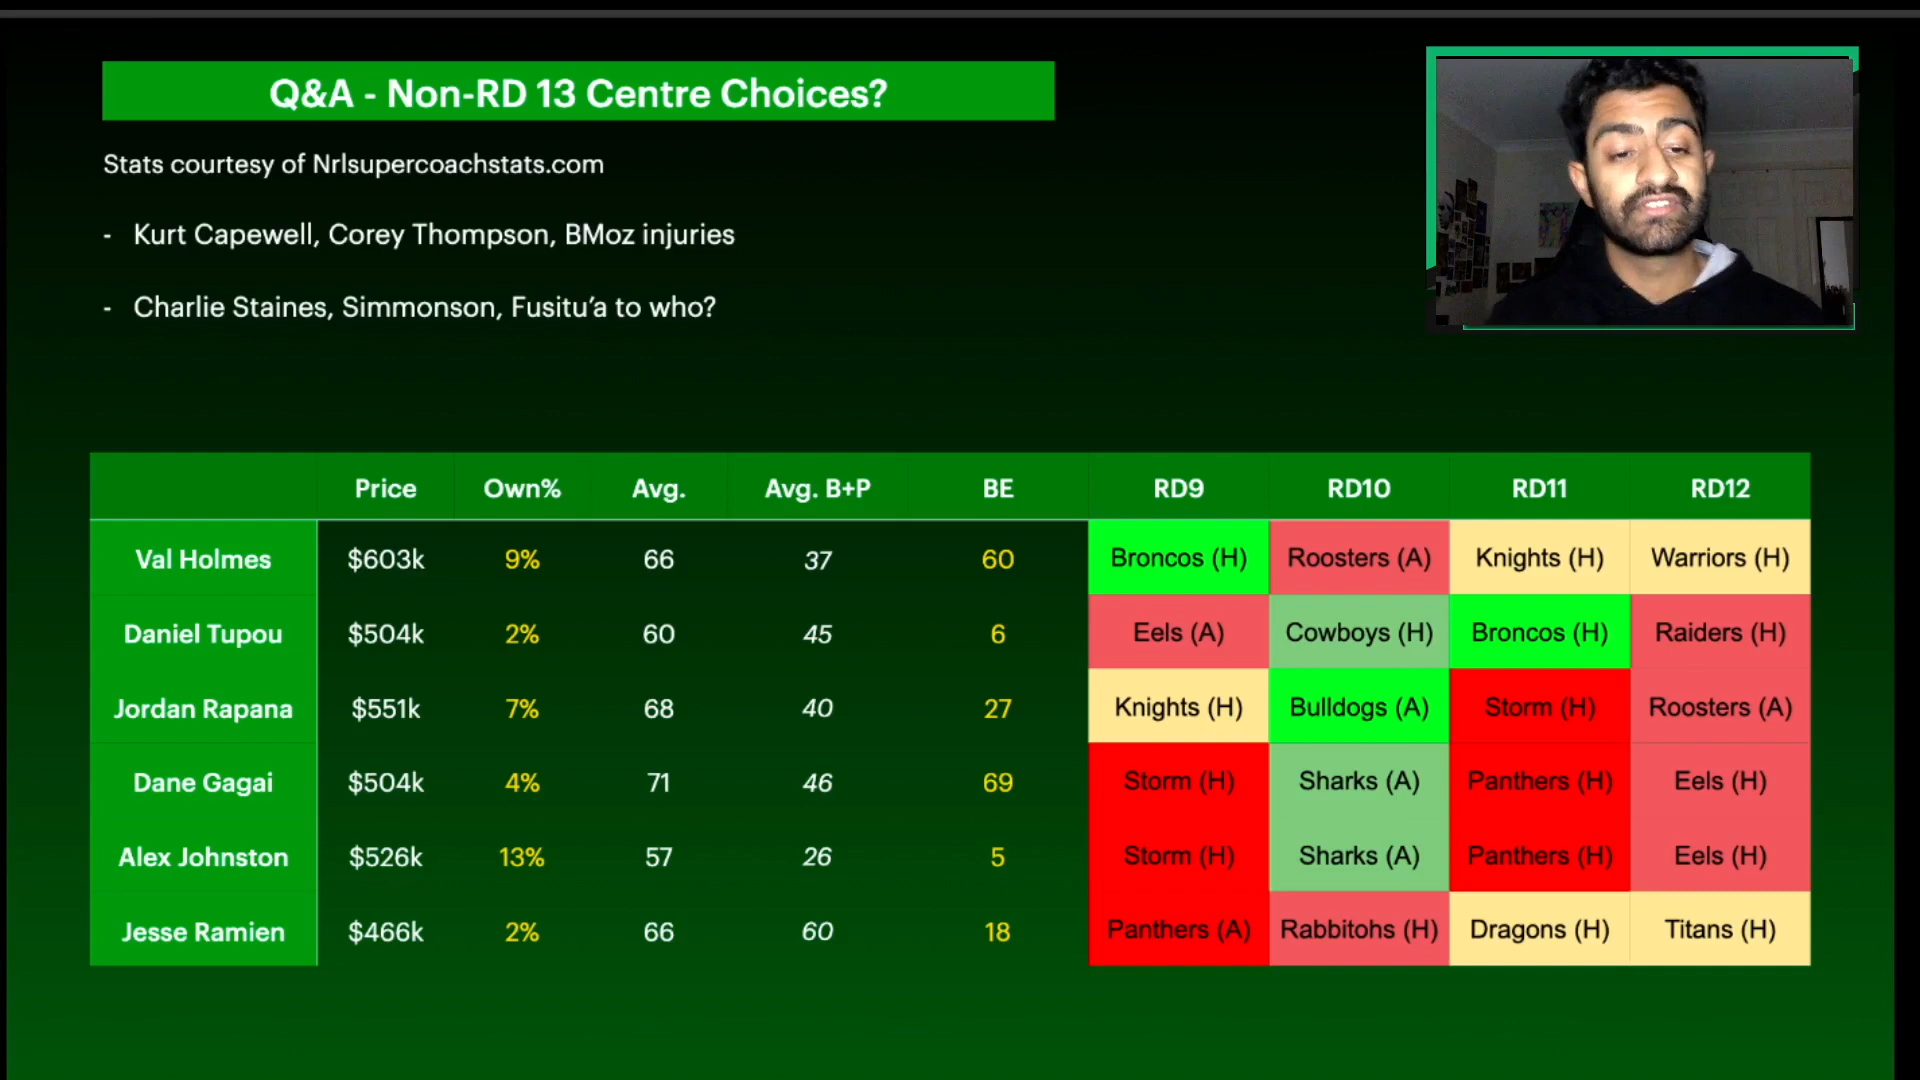 Q&A - Non-RD 13 Centre Choices?
Stats courtesy of Nrlsupercoachstats.com
- Kurt Capewell, Corey Thompson, BMoz injuries
- Charlie Staines, Simmonson, Fusitu’a to who?
Price Own% Avg. Avg. B+P BE RD9 RD10 RD11 RD12
Val Holmes $603k 9% 66 37 60 Broncos (H) Roosters (A) Knights (H) Warriors (H)
Daniel Tupou $504k 2% 60 45 6 Eels (A) Cowboys (H) Broncos (H) Raiders (H)
Jordan Rapana $551k 7% 68 40 27 Knights (H) Bulldogs (A) Storm (H) Roosters (A)
Dane Gagai $504k 4% 71 46 69 Storm (H) Sharks (A) Panthers (H) Eels (H)
Alex Johnston $526k 13% 57 26 5 Storm (H) Sharks (A) Panthers (H) Eels (H)
Jesse Ramien $466k 2% 66 60 18 Panthers (A) Rabbitohs (H) Dragons (H) Titans (H)